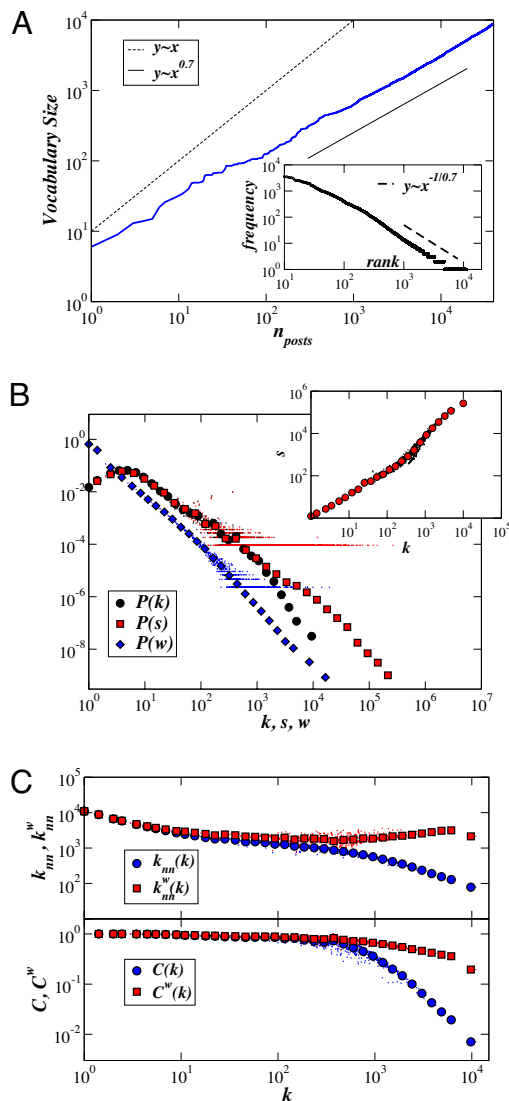 A
10^4
10^3
10^2
10^1
10^0
Vocabulary Size
y~x
y~x^0.7
frequency
10^4
10^3
10^2
10^1
10^0
y~x^-1/0.7
rank
10^1
10^2
10^3
10^4
10^0
10^1
10^2
10^3
10^4
n_posts
B
10^0
10^-2
10^-4
10^-6
10^-8
P(k)
P(s)
P(w)
s
10^6
10^4
10^2
10^0
10^1
10^2
10^3
10^4
10^5
k
10^0
10^1
10^2
10^3
10^4
10^5
10^6
10^7
k, s, w
C
10^5
10^4
10^3
10^2
k_nn, k_nn^w
k_nn(k)
k_nn^w(k)
10^0
10^-1
10^-2
C, C^w
C(k)
C^w(k)
10^0
10^1
10^2
10^3
10^4
k